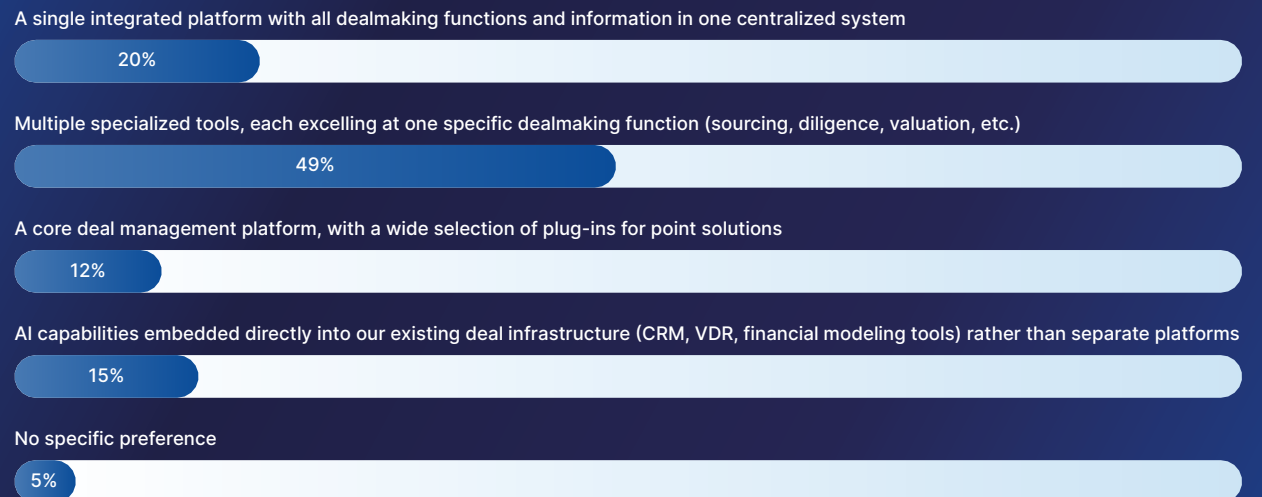 A single integrated platform with all dealmaking functions and information in one centralized system
20%
Multiple specialized tools, each excelling at one specific dealmaking function (sourcing, diligence, valuation, etc.)
49%
A core deal management platform, with a wide selection of plug-ins for point solutions
12%
AI capabilities embedded directly into our existing deal infrastructure (CRM, VDR, financial modeling tools) rather than separate platforms
15%
No specific preference
5%